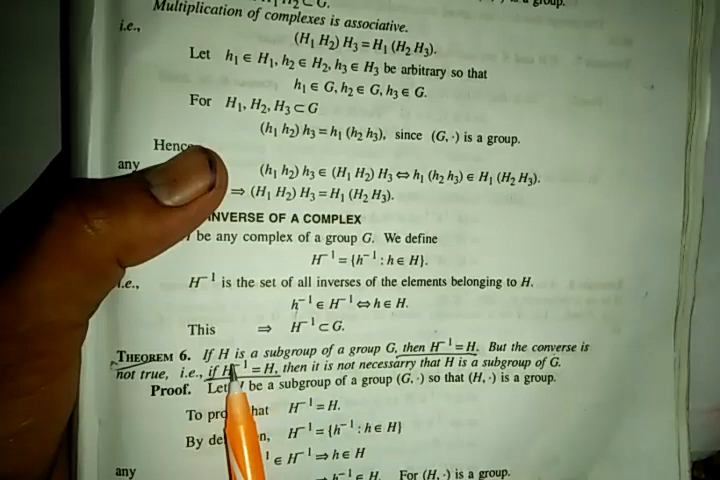 Multiplication of complexes is associative.
i.e.,
(H₁ H₂) H₃ = H₁ (H₂ H₃).
Let h₁ ∈ H₁, h₂ ∈ H₂, h₃ ∈ H₃ be arbitrary so that
h₁ ∈ G, h₂ ∈ G, h₃ ∈ G.
For H₁, H₂, H₃ ⊂ G
(h₁ h₂) h₃ = h₁ (h₂ h₃), since (G, ·) is a group.
Hence
any
(h₁ h₂) h₃ ∈ (H₁ H₂) H₃ ⇔ h₁ (h₂ h₃) ∈ H₁ (H₂ H₃).
⇒ (H₁ H₂) H₃ = H₁ (H₂ H₃).
INVERSE OF A COMPLEX
be any complex of a group G. We define
H⁻¹ = {h⁻¹ : h ∈ H}.
i.e., H⁻¹ is the set of all inverses of the elements belonging to H.
h⁻¹ ∈ H⁻¹ ⇔ h ∈ H.
This ⇒ H⁻¹ ⊂ G.
THEOREM 6. If H is a subgroup of a group G, then H⁻¹ = H. But the converse is
not true, i.e., if H⁻¹ = H, then it is not necessarry that H is a subgroup of G.
Proof. Let be a subgroup of a group (G, ·) so that (H, ·) is a group.
To hat H⁻¹ = H.
By n, H⁻¹ = {h⁻¹ : h ∈ H}
∈ H⁻¹ ⇒ h ∈ H
any
⇒ h⁻¹ ∈ H. For (H, ·) is a group.